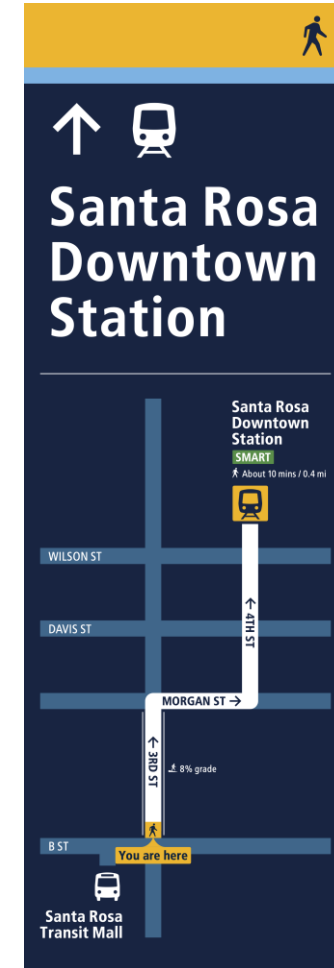 Santa Rosa
Downtown
Station
Santa Rosa
Downtown
Station
SMART
About 10 mins / 0.4 mi
WILSON ST
← 4TH ST
DAVIS ST
MORGAN ST →
← 3RD ST
8% grade
B ST
You are here
Santa Rosa
Transit Mall